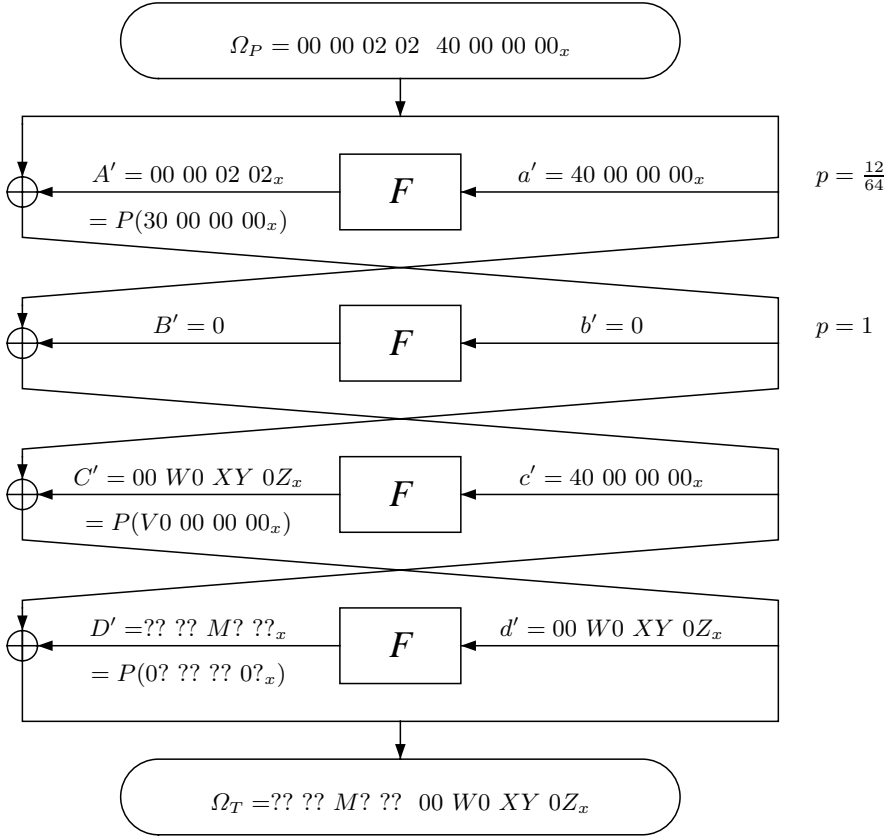 Ω_P = 00 00 02 02 40 00 00 00_x
A′ = 00 00 02 02_x F a′ = 40 00 00 00_x p = 12/64
= P(30 00 00 00_x)
B′ = 0 F b′ = 0 p = 1
C′ = 00 W0 XY 0Z_x F c′ = 40 00 00 00_x
= P(V0 00 00 00_x)
D′ =?? ?? M? ??_x F d′ = 00 W0 XY 0Z_x
= P(0? ?? ?? 0?_x)
Ω_T =?? ?? M? ?? 00 W0 XY 0Z_x